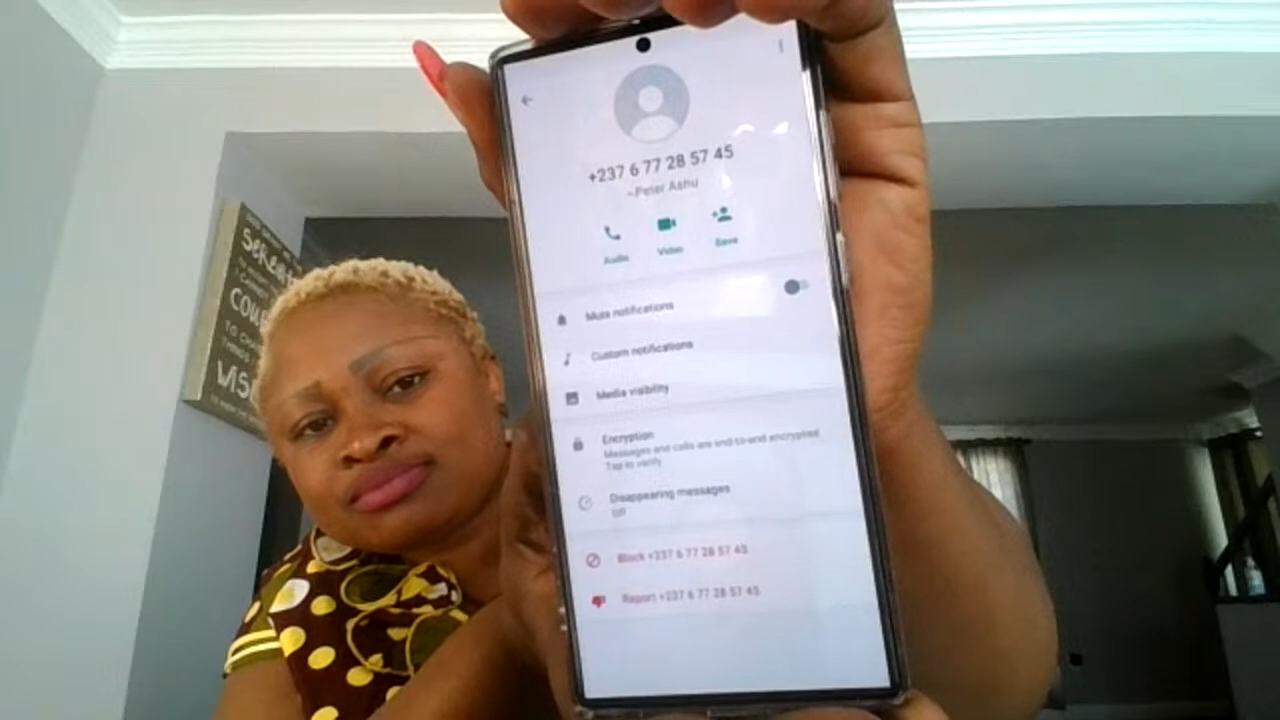 +237 6 77 28 57 45
~Peter Ashu
Audio
Video
Save
Mute notifications
Custom notifications
Media visibility
Encryption
Messages and calls are end-to-end encrypted.
Tap to verify.
Disappearing messages
Off
Block +237 6 77 28 57 45
Report +237 6 77 28 57 45
TO CHA